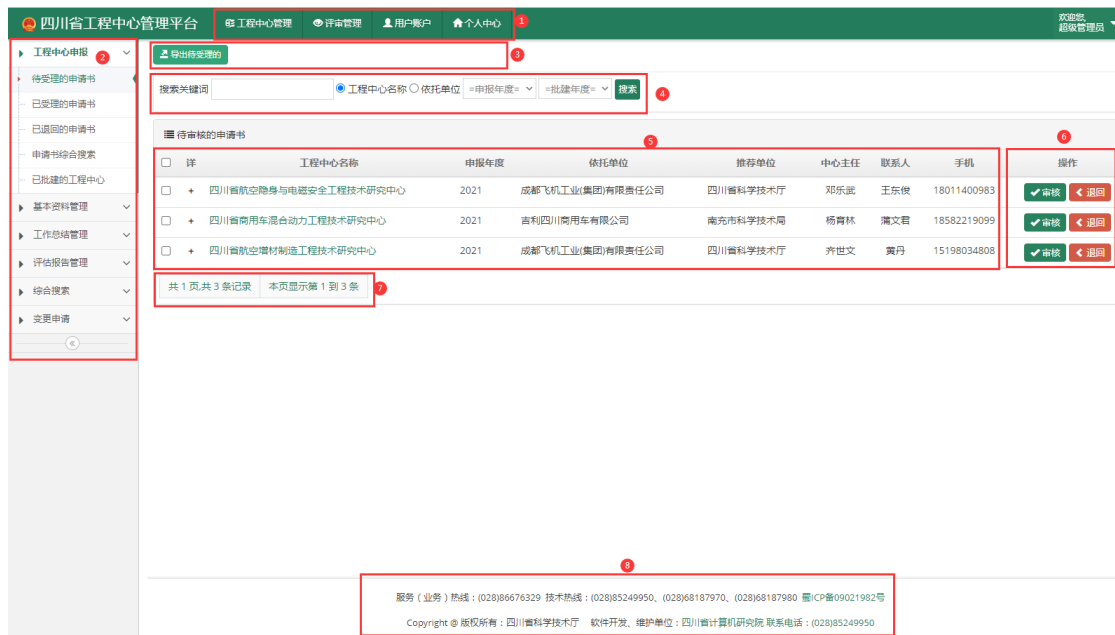 四川省工程中心管理平台 工程中心管理 评审管理 用户账户 个人中心 1 欢迎您,
超级管理员
工程中心申报 2
待受理的申请书
已受理的申请书
已退回的申请书
申请书综合搜索
已批建的工程中心
基本资料管理
工作总结管理
评估报告管理
综合搜索
变更申请
导出待受理的 3
搜索关键词 工程中心名称 依托单位 =申报年度= =批建年度= 搜索 4
待审核的申请书 5 6
详 工程中心名称 申报年度 依托单位 推荐单位 中心主任 联系人 手机 操作
+ 四川省航空隐身与电磁安全工程技术研究中心 2021 成都飞机工业(集团)有限责任公司 四川省科学技术厅 邓乐武 王东俊 18011400983 审核 退回
+ 四川省商用车混合动力工程技术研究中心 2021 吉利四川商用车有限公司 南充市科学技术局 杨育林 蒲文君 18582219099 审核 退回
+ 四川省航空增材制造工程技术研究中心 2021 成都飞机工业(集团)有限责任公司 四川省科学技术厅 齐世文 黄丹 15198034808 审核 退回
共 1 页,共 3 条记录 本页显示第 1 到 3 条 7
8
服务（业务）热线：(028)86676329 技术热线：(028)85249950、(028)68187970、(028)68187980 蜀ICP备09021982号
Copyright @ 版权所有：四川省科学技术厅 软件开发、维护单位：四川省计算机研究院 联系电话：(028)85249950